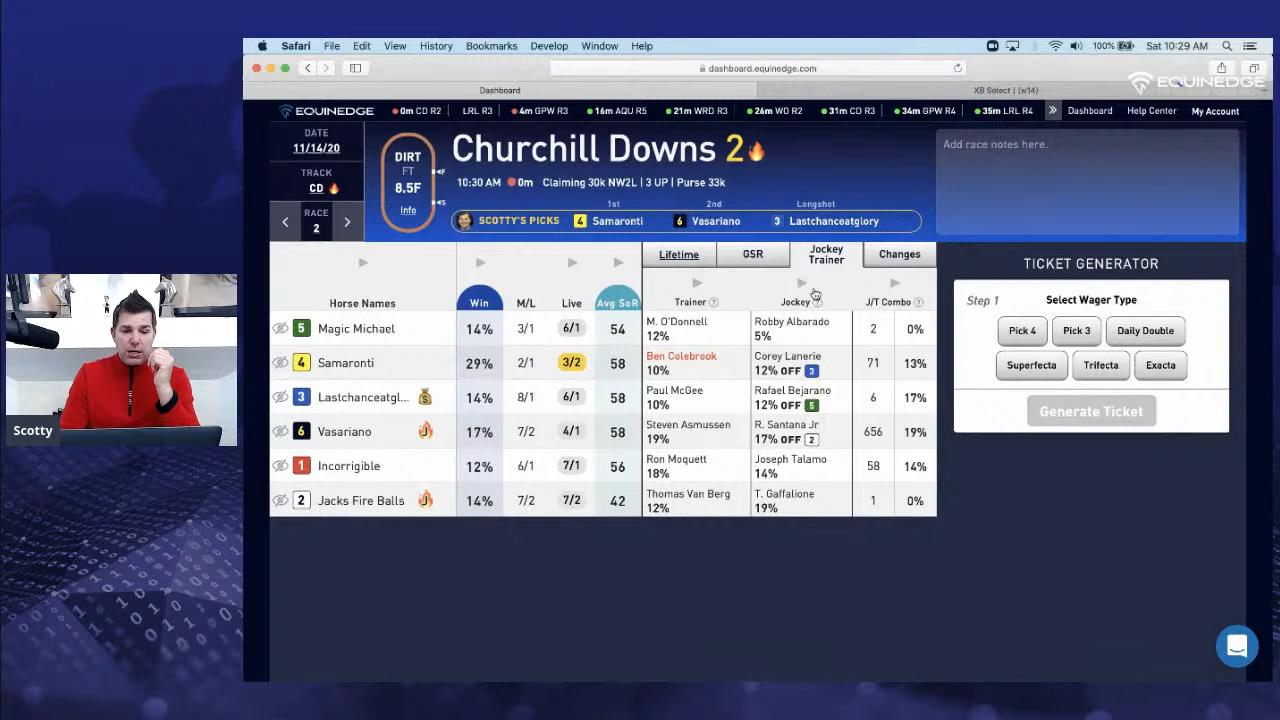 Safari File Edit View History Bookmarks Develop Window Help 100% Sat 10:29 AM
dashboard.equinedge.com
Dashboard XB Select | (w14)
EQUINEDGE
EQUINEDGE 0m CD R2 LRL R3 4m GPW R3 16m AQU R5 21m WRD R3 26m WO R2 31m CD R3 34m GPW R4 35m LRL R4 » Dashboard Help Center My Account
DATE
11/14/20
TRACK
CD
RACE
2
DIRT
FT
8.5F
Info
F
S
Churchill Downs 2
10:30 AM 0m Claiming 30k NW2L | 3 UP | Purse 33k
1st 2nd Longshot
SCOTTY'S PICKS 4 Samaronti 6 Vasariano 3 Lastchanceatglory
Add race notes here.
Lifetime GSR Jockey Trainer Changes
Horse Names Win M/L Live Avg GSR Trainer ? Jockey ? J/T Combo ?
5 Magic Michael 14% 3/1 6/1 54 M. O'Donnell 12% Robby Albarado 5% 2 0%
4 Samaronti 29% 2/1 3/2 58 Ben Colebrook 10% Corey Lanerie 12% OFF 3 71 13%
3 Lastchanceatgl... 14% 8/1 6/1 58 Paul McGee 10% Rafael Bejarano 12% OFF 5 6 17%
6 Vasariano J 17% 7/2 4/1 58 Steven Asmussen 19% R. Santana Jr 17% OFF 2 656 19%
1 Incorrigible 12% 6/1 7/1 56 Ron Moquett 18% Joseph Talamo 14% 58 14%
2 Jacks Fire Balls J 14% 7/2 7/2 42 Thomas Van Berg 12% T. Gaffalione 19% 1 0%
TICKET GENERATOR
Step 1 Select Wager Type
Pick 4 Pick 3 Daily Double
Superfecta Trifecta Exacta
Generate Ticket
Scotty